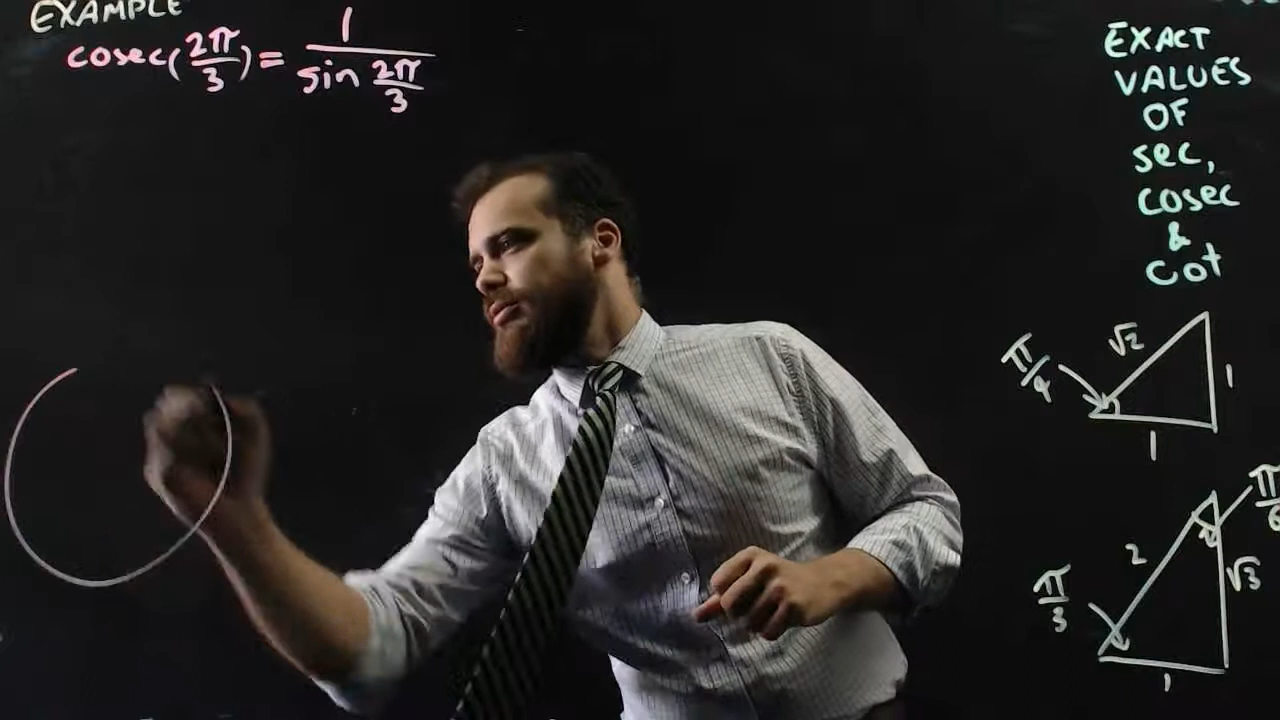 EXAMPLE
cosec(2π/3) = 1/sin 2π/3
EXACT
VALUES
OF
sec,
cosec
&
cot
π/4
√2
1
1
π/6
2
√3
π/3
1